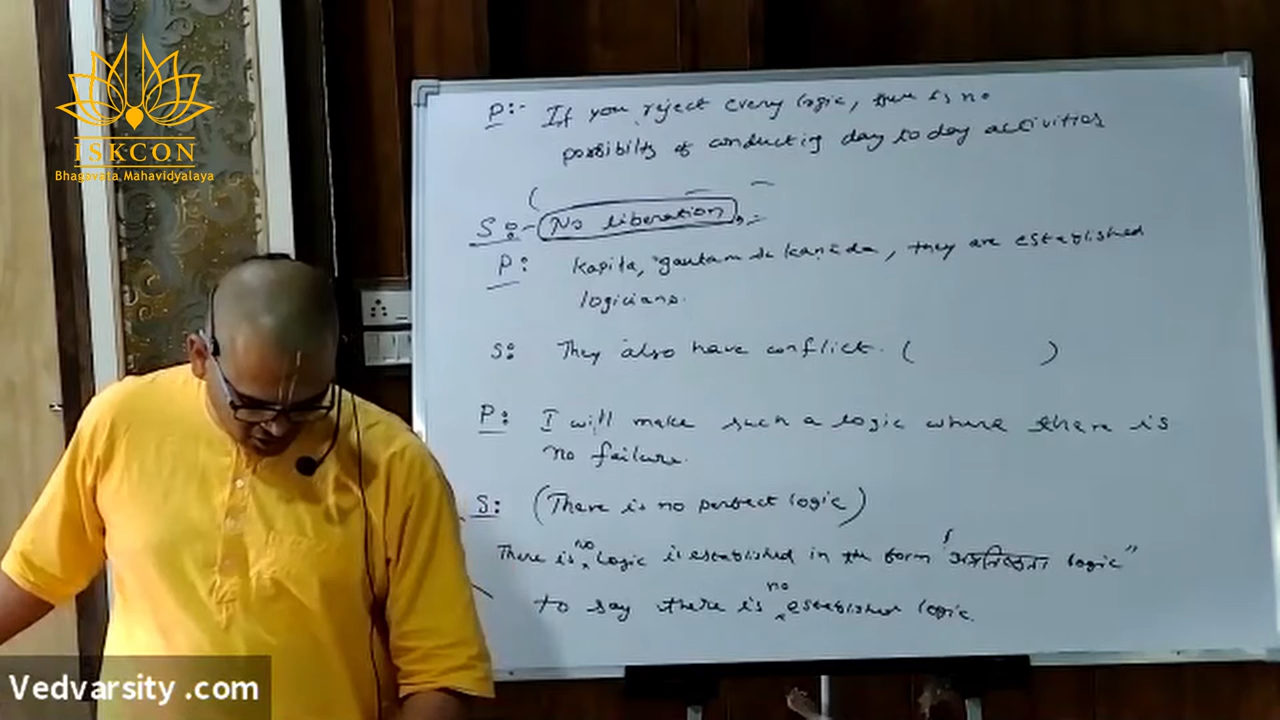 ISKCON
Bhagavata Mahavidyalaya
P:- If you reject every logic, there is no
possibility of conducting day to day activities
S:- No liberation
P: Kapila, gautam & kanada, they are established
logicians.
S: They also have conflict. ( )
P: I will make such a logic where there is
no failure.
S: (There is no perfect logic)
There is no logic is established in the form logic"
to say there is no established logic.
Vedvarsity .com